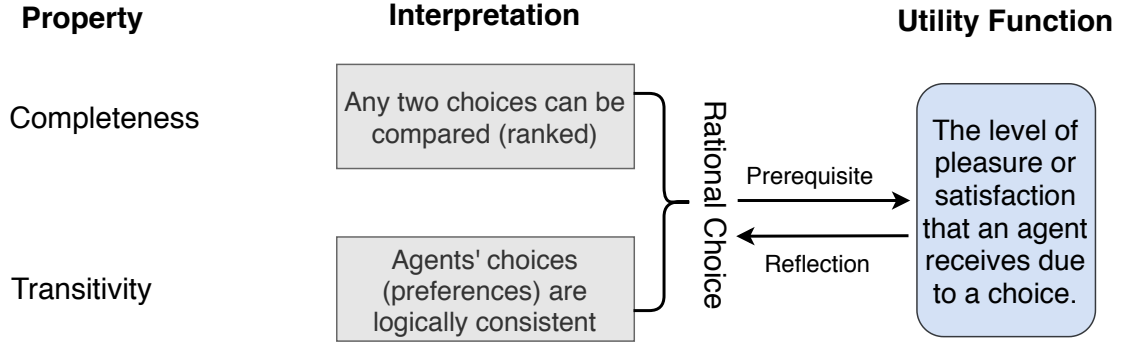 Property
Interpretation
Utility Function
Completeness
Any two choices can be
compared (ranked)
Transitivity
Agents' choices
(preferences) are
logically consistent
Rational Choice
Prerequisite
Reflection
The level of
pleasure or
satisfaction
that an agent
receives due
to a choice.